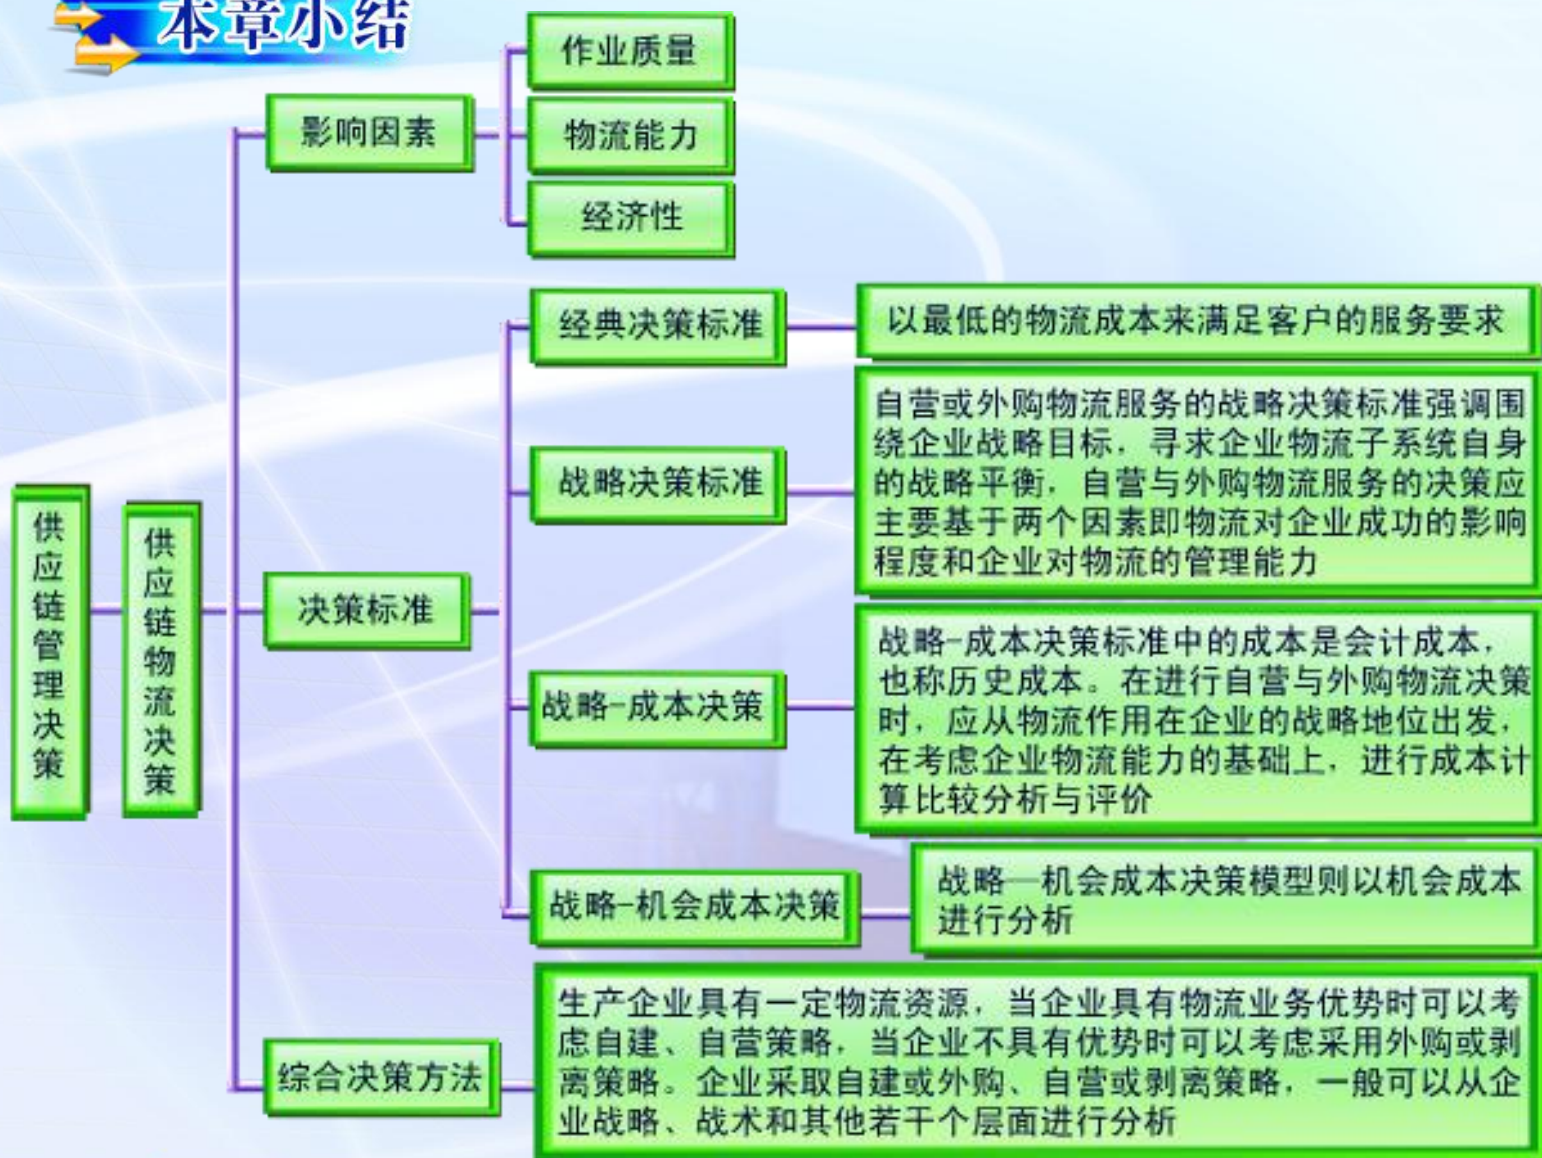 本章小结
作业质量
影响因素
物流能力
经济性
经典决策标准
以最低的物流成本来满足客户的服务要求
战略决策标准
自营或外购物流服务的战略决策标准强调围
绕企业战略目标，寻求企业物流子系统自身
的战略平衡，自营与外购物流服务的决策应
主要基于两个因素即物流对企业成功的影响
程度和企业对物流的管理能力
供应链管理决策
供应链物流决策
决策标准
战略-成本决策
战略-成本决策标准中的成本是会计成本，
也称历史成本。在进行自营与外购物流决策
时，应从物流作用在企业的战略地位出发，
在考虑企业物流能力的基础上，进行成本计
算比较分析与评价
战略-机会成本决策
战略—机会成本决策模型则以机会成本
进行分析
综合决策方法
生产企业具有一定物流资源，当企业具有物流业务优势时可以考
虑自建、自营策略，当企业不具有优势时可以考虑采用外购或剥
离策略。企业采取自建或外购、自营或剥离策略，一般可以从企
业战略、战术和其他若干个层面进行分析